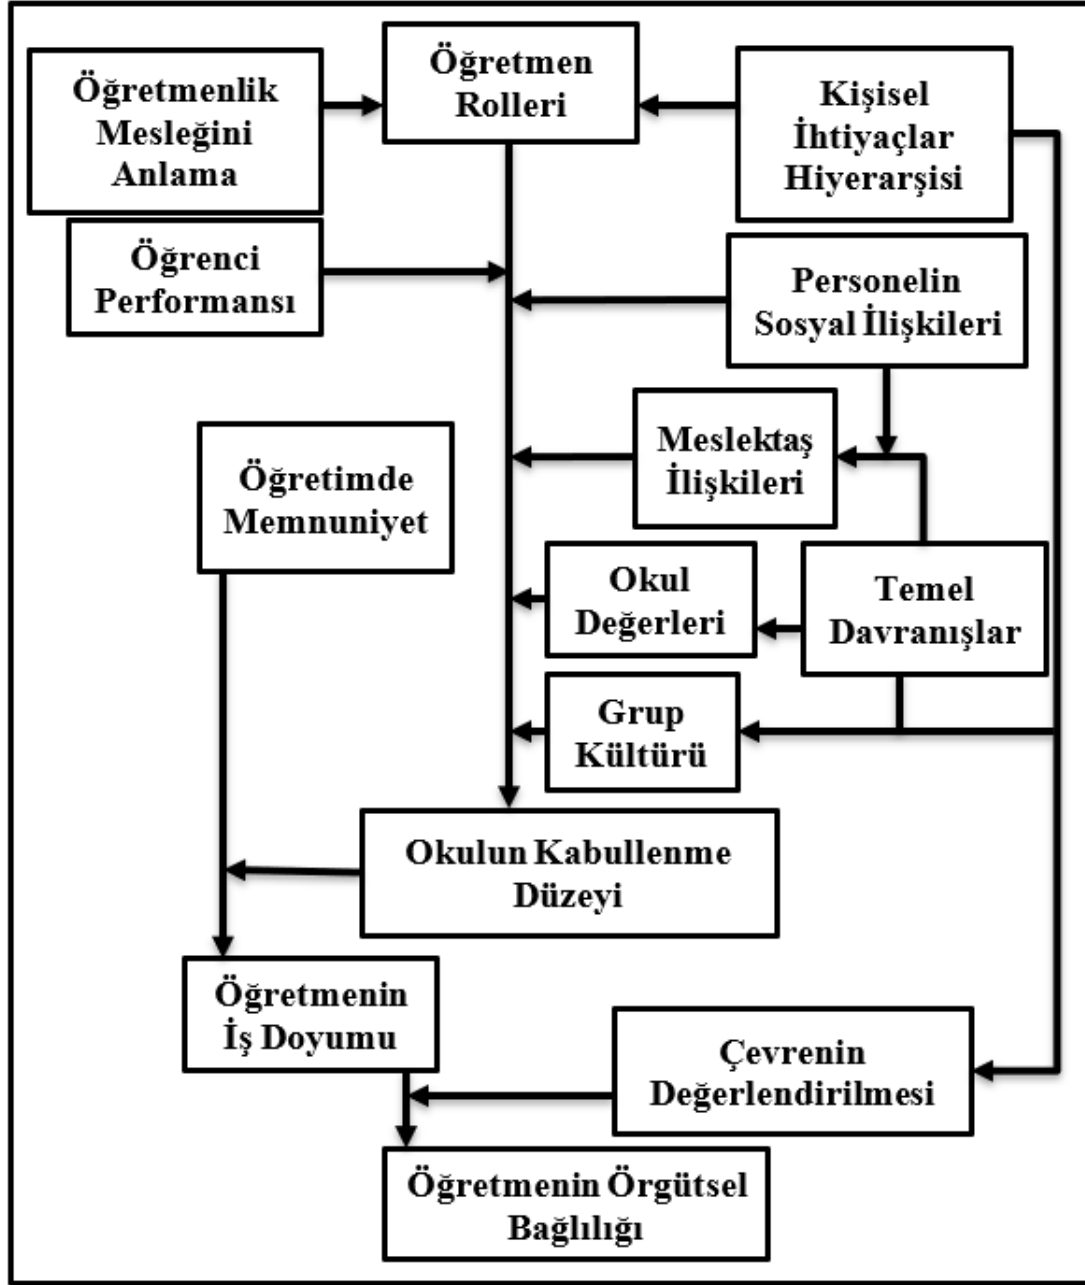 Öğretmenlik
Mesleğini
Anlama
Öğretmen
Rolleri
Kişisel
İhtiyaçlar
Hiyerarşisi
Öğrenci
Performansı
Personelin
Sosyal İlişkileri
Öğretimde
Memnuniyet
Meslektaş
İlişkileri
Okul
Değerleri
Temel
Davranışlar
Grup
Kültürü
Okulun Kabullenme
Düzeyi
Öğretmenin
İş Doyumu
Çevrenin
Değerlendirilmesi
Öğretmenin Örgütsel
Bağlılığı